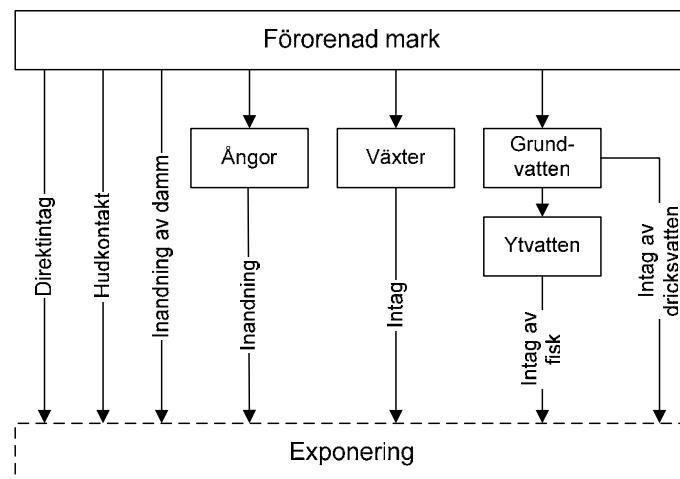 Förorenad mark
Direktintag
Hudkontakt
Inandning av damm
Ångor
Inandning
Växter
Intag
Grund-
vatten
Ytvatten
Intag av
fisk
Intag av
dricksvatten
Exponering